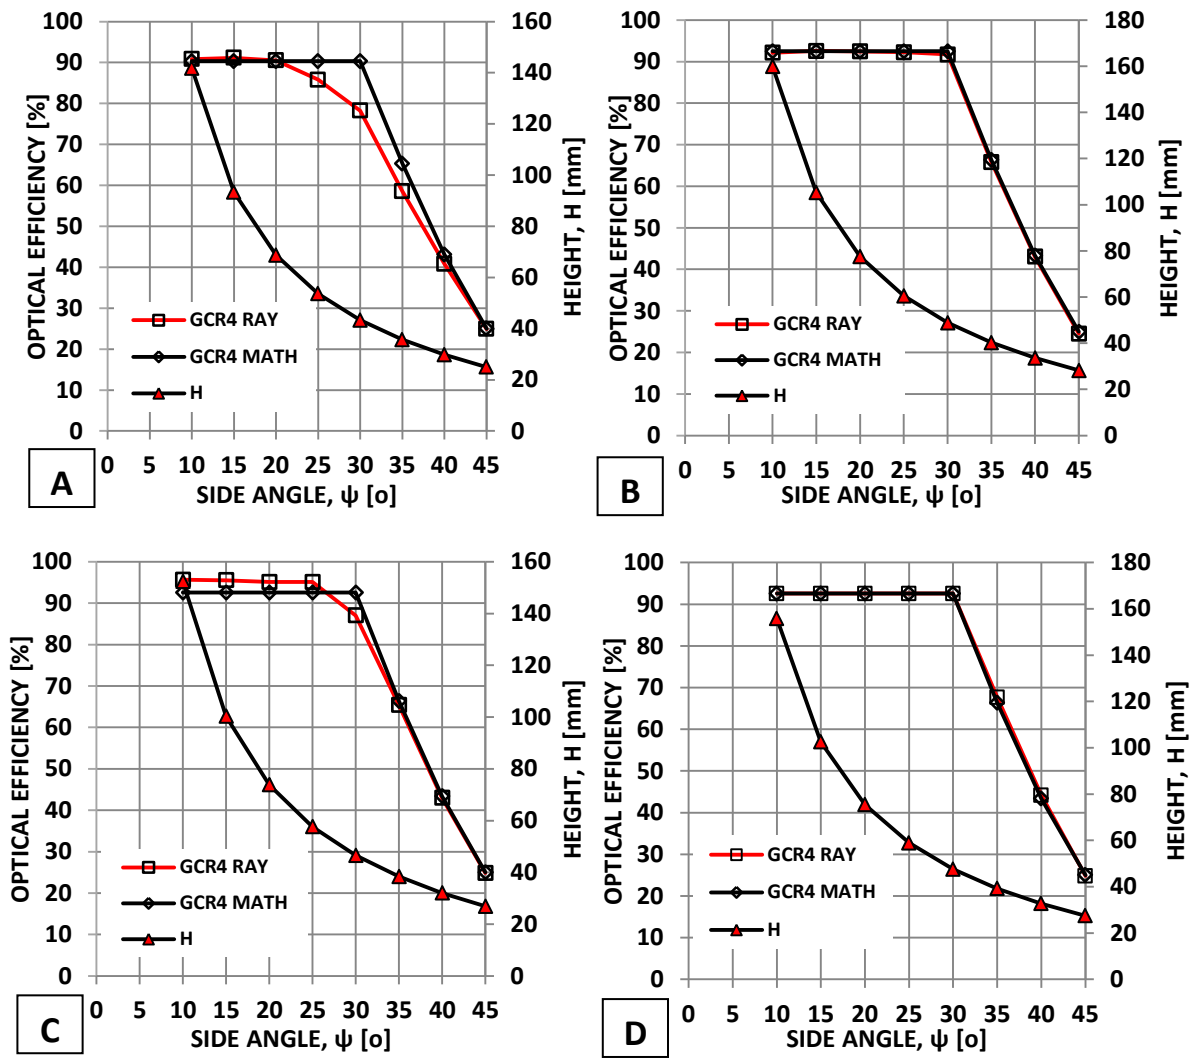 100 90 80 70 60 50 40 30 20 10 0
OPTICAL EFFICIENCY [%]
GCR4 RAY
GCR4 MATH
H
160 140 120 100 80 60 40 20 0
HEIGHT, H [mm]
0 5 10 15 20 25 30 35 40 45
SIDE ANGLE, ψ [o]
A
100 90 80 70 60 50 40 30 20 10 0
OPTICAL EFFICIENCY [%]
GCR4 RAY
GCR4 MATH
H
180 160 140 120 100 80 60 40 20 0
HEIGHT, H [mm]
0 5 10 15 20 25 30 35 40 45
SIDE ANGLE, ψ [o]
B
100 90 80 70 60 50 40 30 20 10 0
OPTICAL EFFICIENCY [%]
GCR4 RAY
GCR4 MATH
H
160 140 120 100 80 60 40 20 0
HEIGHT, H [mm]
0 5 10 15 20 25 30 35 40 45
SIDE ANGLE, ψ [o]
C
100 90 80 70 60 50 40 30 20 10 0
OPTICAL EFFICIENCY [%]
GCR4 RAY
GCR4 MATH
H
180 160 140 120 100 80 60 40 20 0
HEIGHT, H [mm]
0 5 10 15 20 25 30 35 40 45
SIDE ANGLE, ψ [o]
D